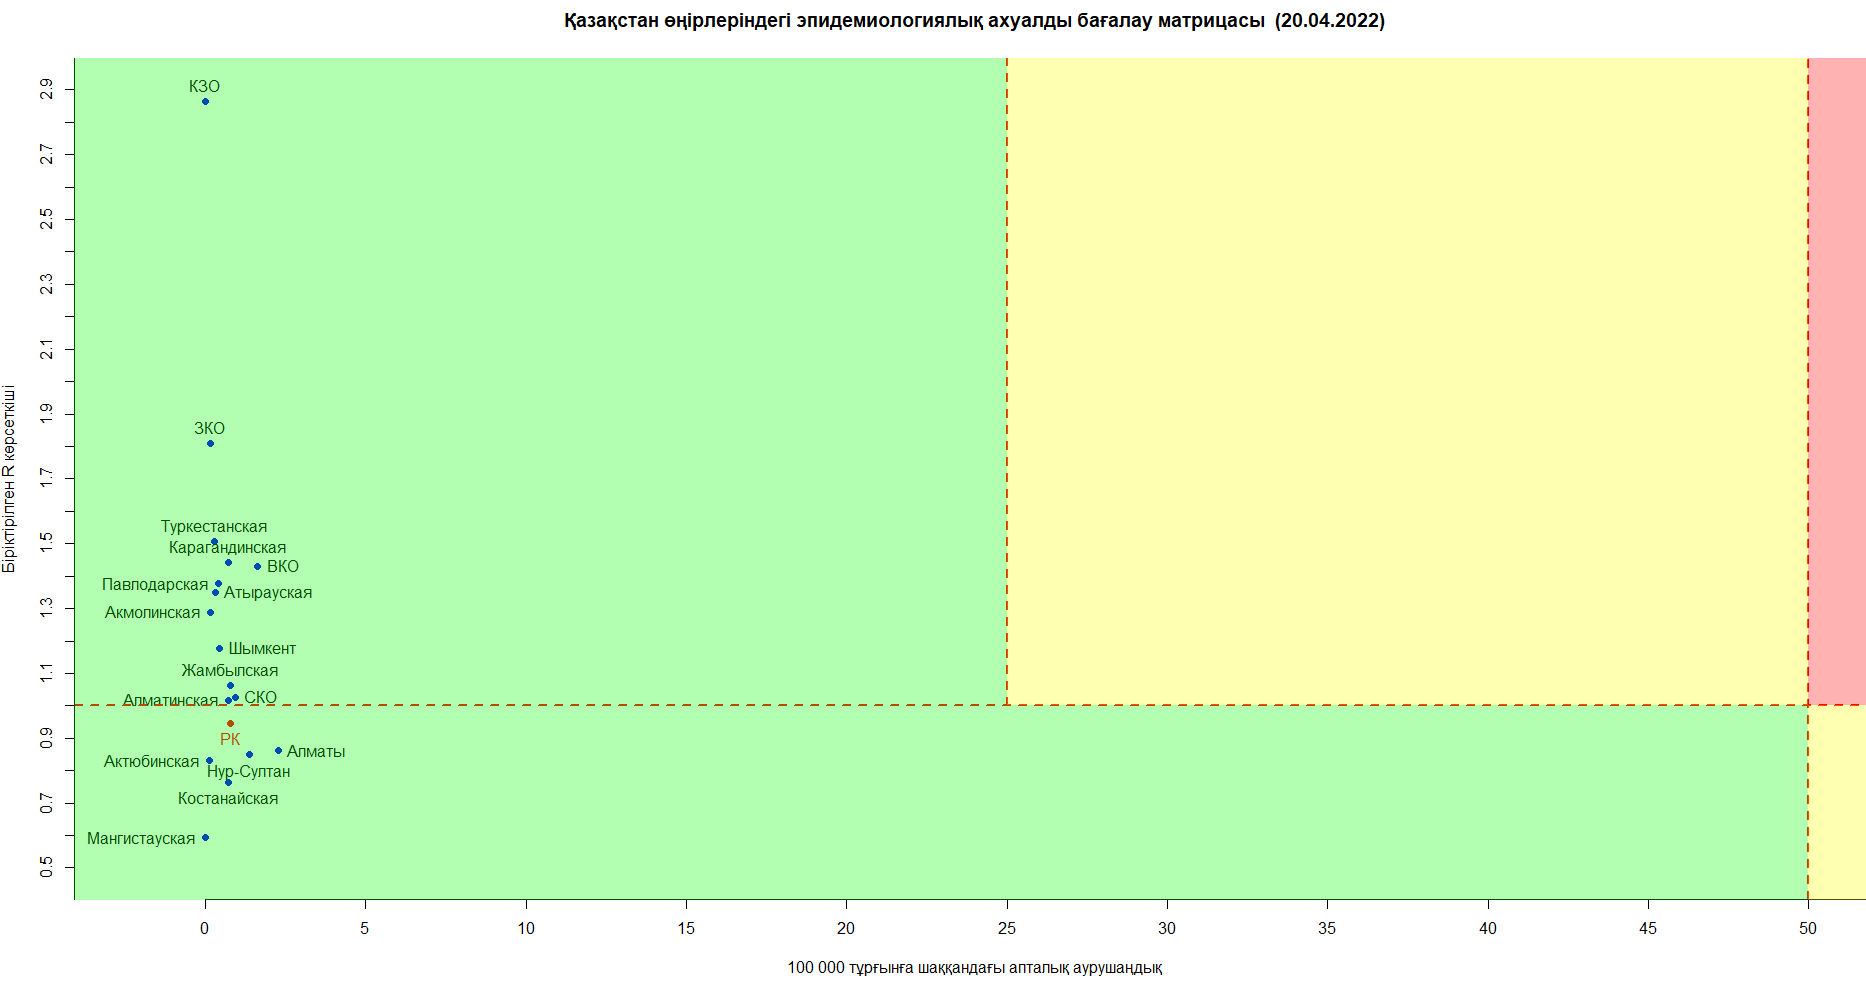 Қазақстан өңірлеріндегі эпидемиологиялық ахуалды бағалау матрицасы (20.04.2022)
Біріктірілген R көрсеткіші
2.9
2.7
2.5
2.3
2.1
1.9
1.7
1.5
1.3
1.1
0.9
0.7
0.5
КЗО
ЗКО
Туркестанская
Карагандинская
ВКО
Павлодарская
Атырауская
Акмолинская
Шымкент
Жамбылская
Алматинская
СКО
РК
Алматы
Актюбинская
Нур-Султан
Костанайская
Мангистауская
0 5 10 15 20 25 30 35 40 45 50
100 000 тұрғынға шаққандағы апталық аурушаңдық